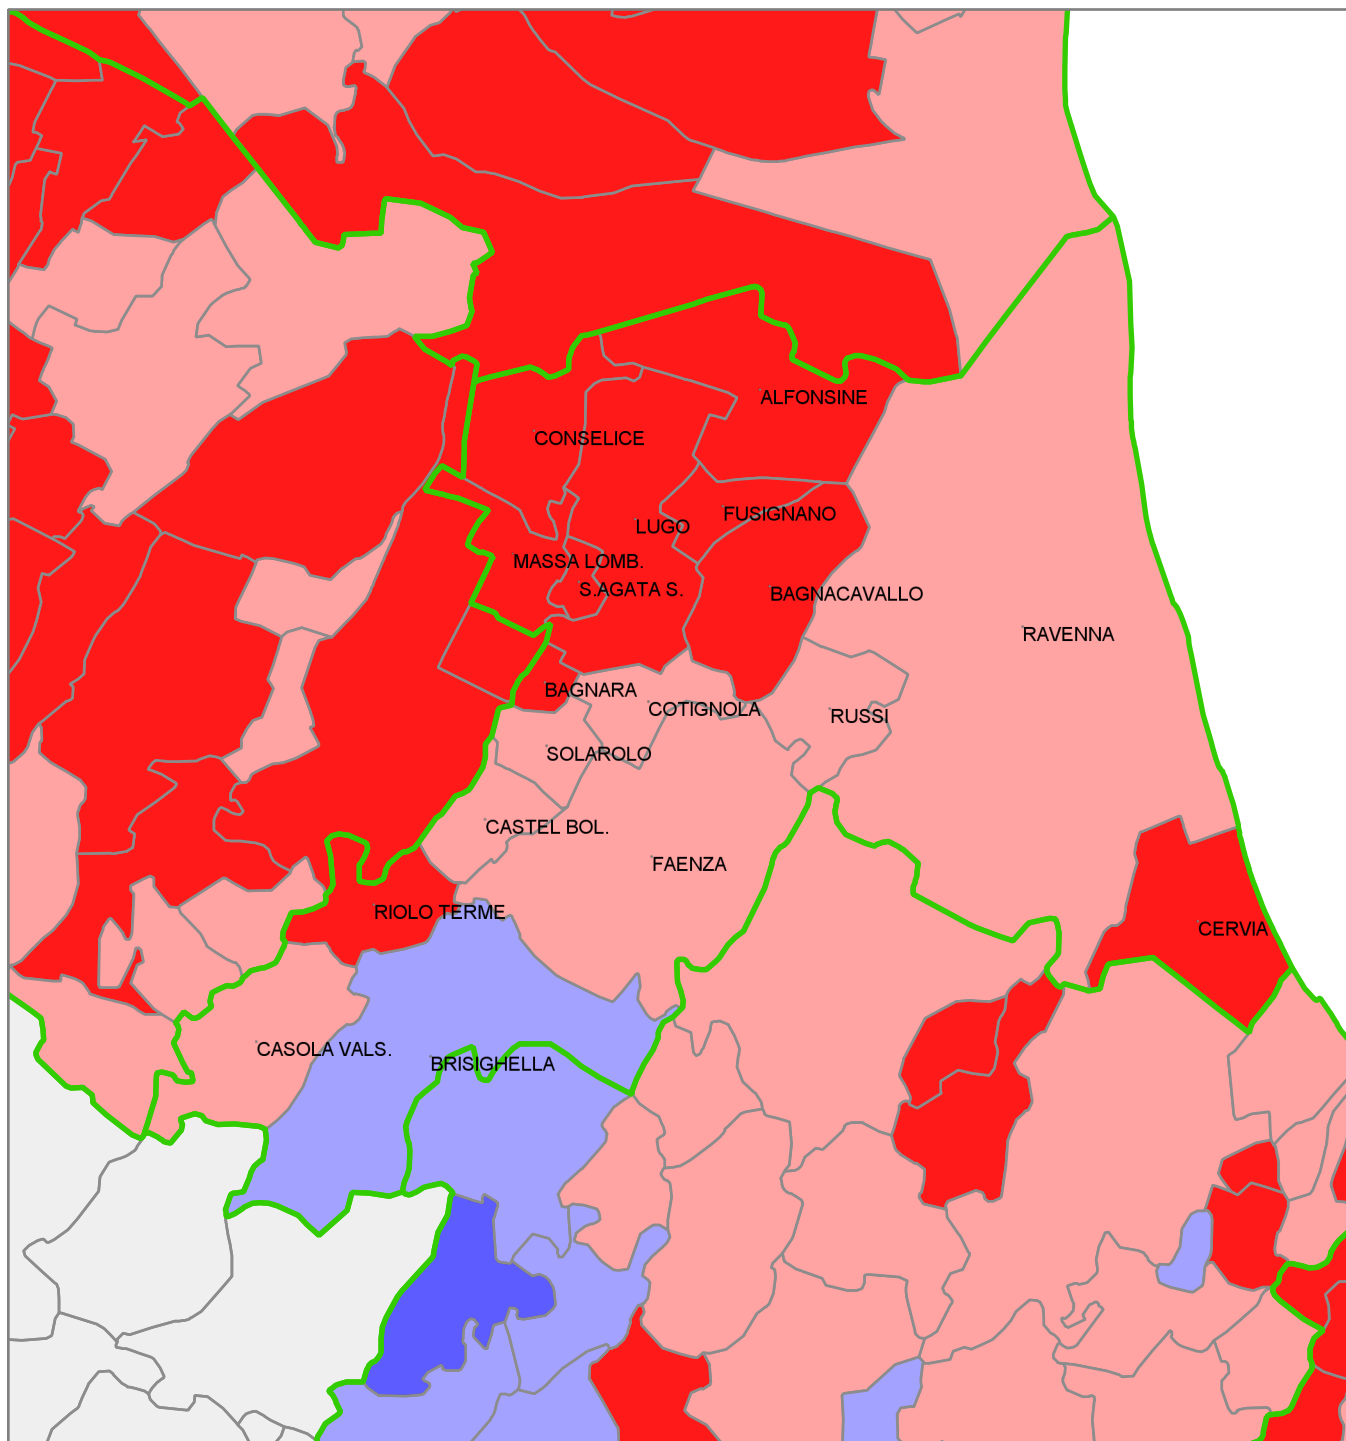 ALFONSINE
CONSELICE
FUSIGNANO
LUGO
MASSA LOMB.
S.AGATA S.
BAGNACAVALLO
RAVENNA
BAGNARA
COTIGNOLA
RUSSI
SOLAROLO
CASTEL BOL.
FAENZA
RIOLO TERME
CERVIA
CASOLA VALS.
BRISIGHELLA